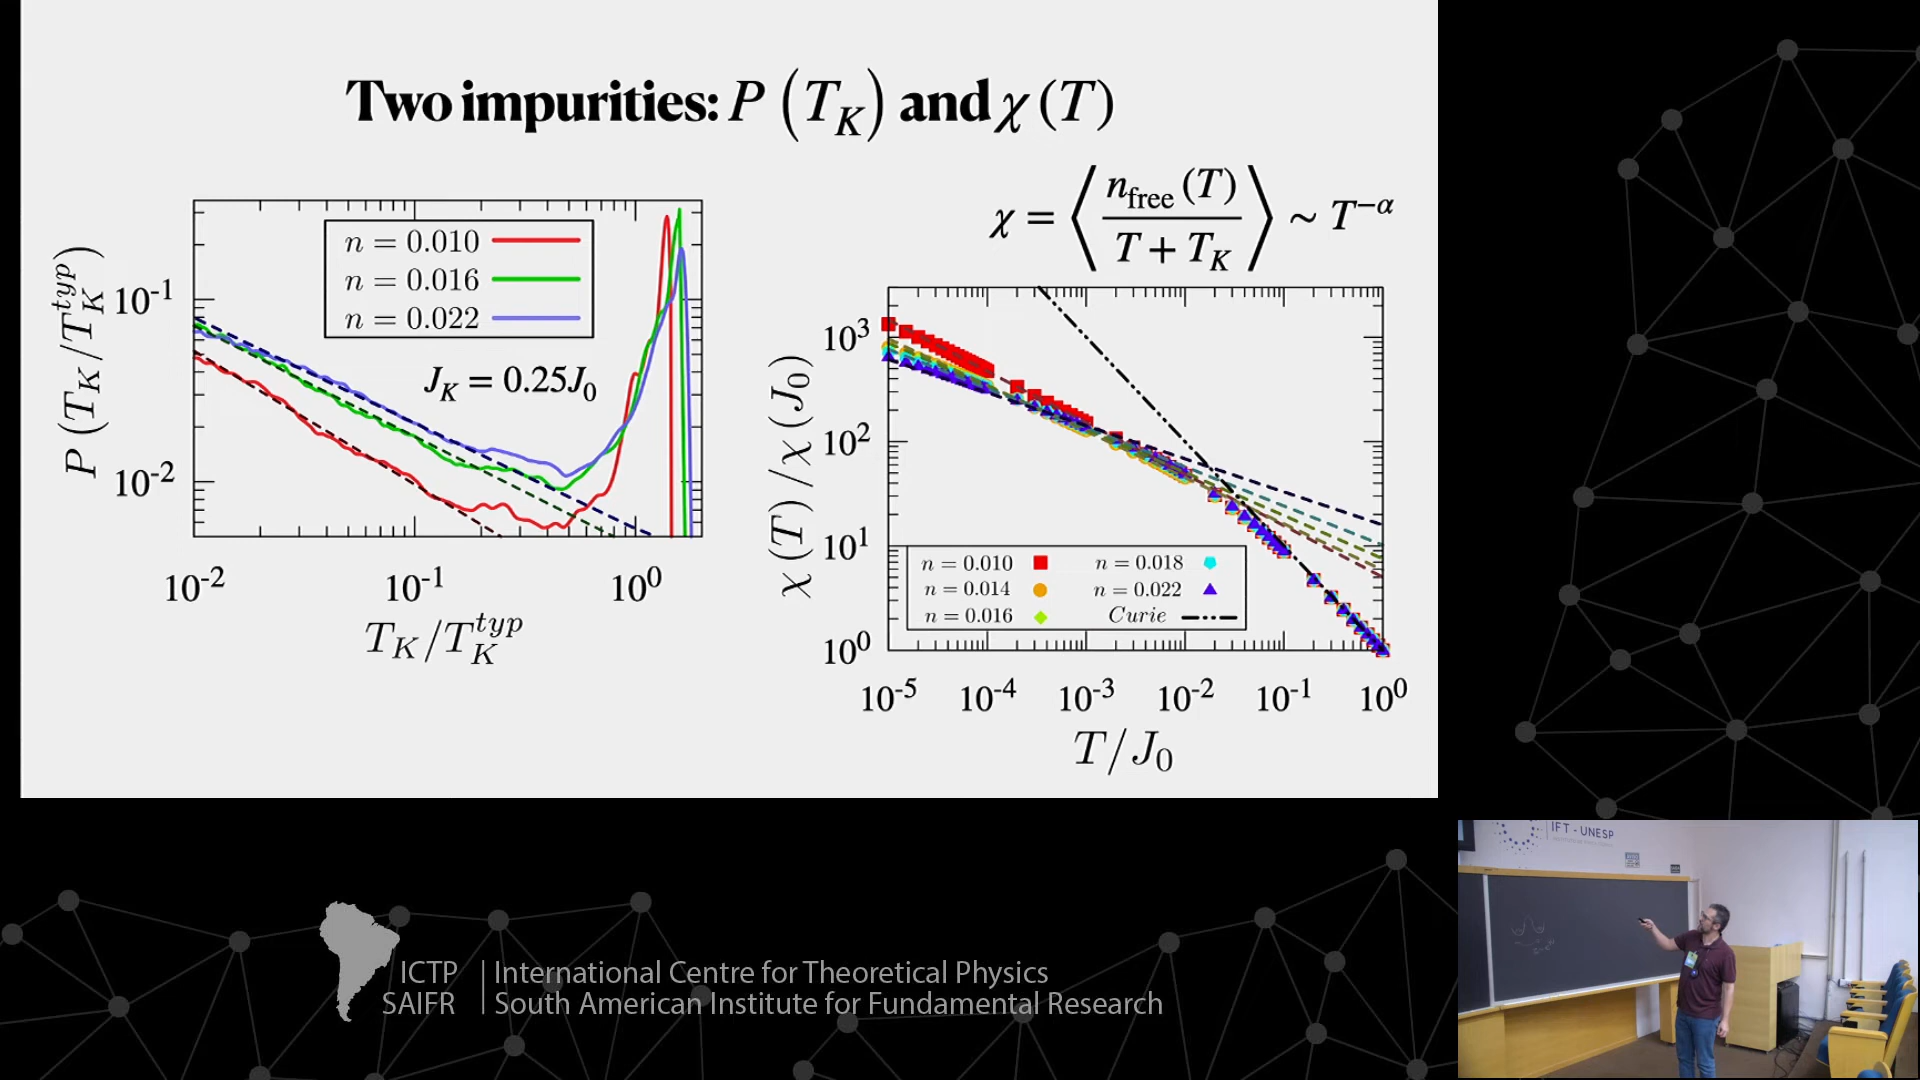 Two impurities: P (T_K) and χ (T)
χ = ⟨ n_free (T) / T + T_K ⟩ ~ T^-α
n = 0.010
n = 0.016
n = 0.022
J_K = 0.25J_0
P (T_K / T_K^typ)
10^-1
10^-2
10^-2 10^-1 10^0
T_K/T_K^typ
χ (T) / χ (J_0)
10^3
10^2
10^1
10^0
n = 0.010 n = 0.018
n = 0.014 n = 0.022
n = 0.016 Curie
10^-5 10^-4 10^-3 10^-2 10^-1 10^0
T/J_0
IFT - UNESP
ICTP International Centre for Theoretical Physics
SAIFR South American Institute for Fundamental Research